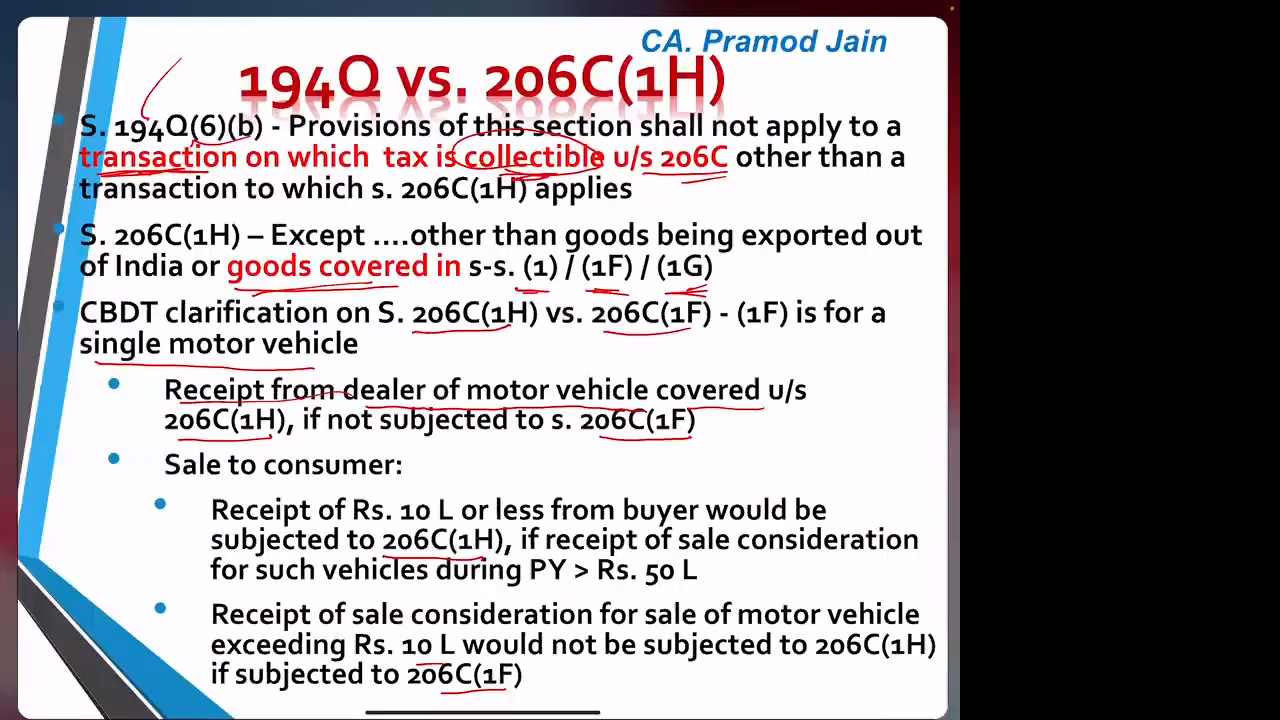 CA. Pramod Jain
194Q vs. 206C(1H)
S. 194Q(6)(b) - Provisions of this section shall not apply to a
transaction on which tax is collectible u/s 206C other than a
transaction to which s. 206C(1H) applies
S. 206C(1H) – Except ....other than goods being exported out
of India or goods covered in s-s. (1) / (1F) / (1G)
CBDT clarification on S. 206C(1H) vs. 206C(1F) - (1F) is for a
single motor vehicle
Receipt from dealer of motor vehicle covered u/s
206C(1H), if not subjected to s. 206C(1F)
Sale to consumer:
Receipt of Rs. 10 L or less from buyer would be
subjected to 206C(1H), if receipt of sale consideration
for such vehicles during PY > Rs. 50 L
Receipt of sale consideration for sale of motor vehicle
exceeding Rs. 10 L would not be subjected to 206C(1H)
if subjected to 206C(1F)